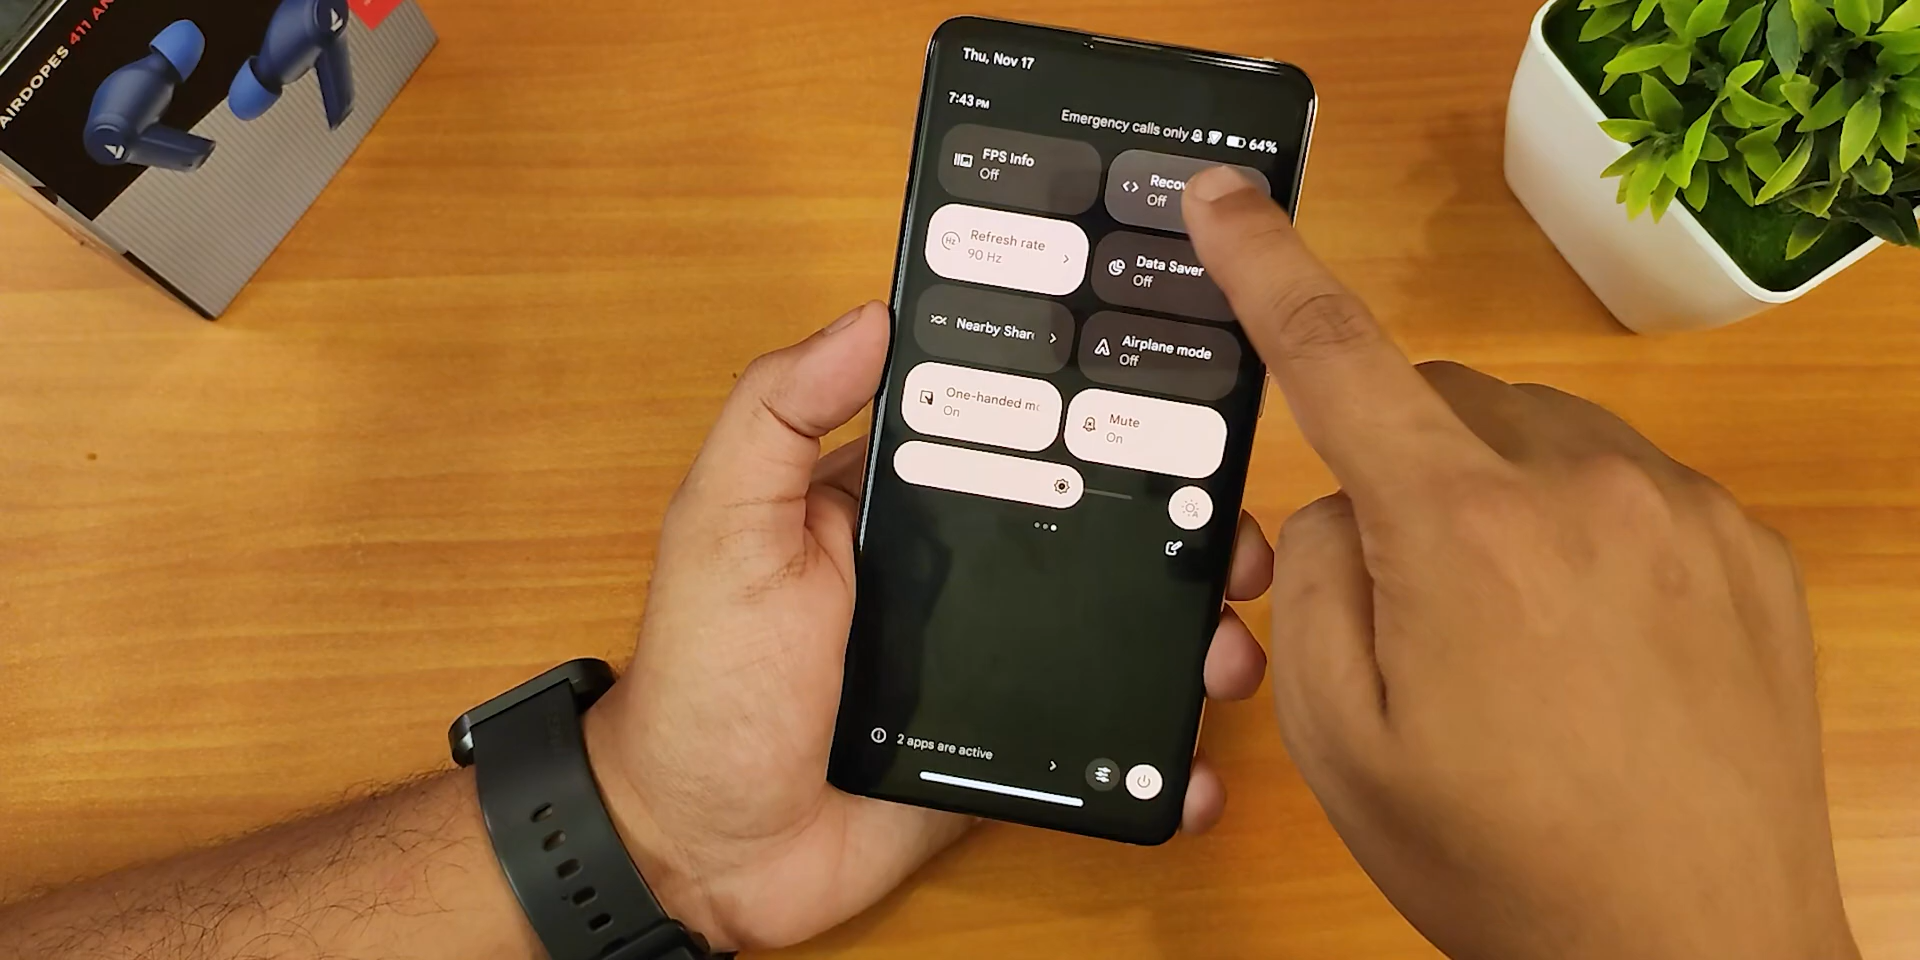 AIRDOPES 411 AN
Thu, Nov 17
7:43 PM
Emergency calls only 64%
FPS Info
Off
Recov
Off
Refresh rate
90 Hz
Data Saver
Off
Nearby Shar
Airplane mode
Off
One-handed mo
On
Mute
On
2 apps are active